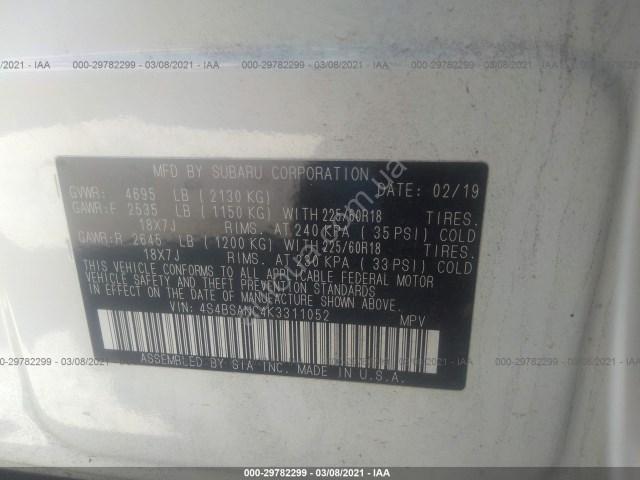 000-29782299 - 03/08/2021 - IAA
MFD BY SUBARU CORPORATION
DATE: 02/19
GVWR: 4695 LB (2130 KG)
GAWR:F 2535 LB (1150 KG) WITH 225/60R18 TIRES.
18X7J RIMS. AT 240 KPA (35 PSI) COLD
GAWR:R 2645 LB (1200 KG) WITH 225/60R18 TIRES.
18X7J RIMS. AT 230 KPA (33 PSI) COLD
THIS VEHICLE CONFORMS TO ALL APPLICABLE FEDERAL MOTOR
VEHICLE SAFETY AND THEFT PREVENTION STANDARDS
IN EFFECT ON THE DATE OF MANUFACTURE SHOWN ABOVE.
VIN: 4S4BSANC4K3311052 MPV
ASSEMBLED BY SIA INC. IN U.S.A.
000-29782299 - 03/08/2021 - IAA